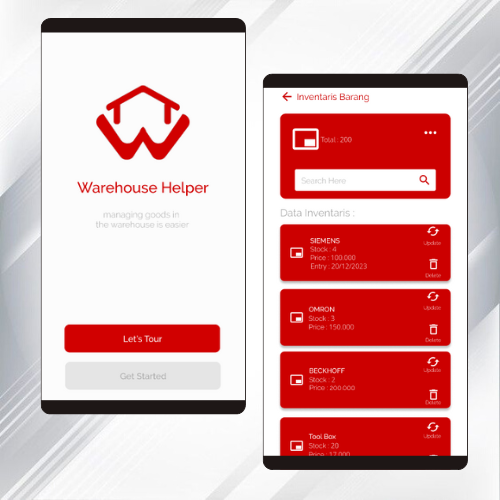 Warehouse Helper
managing goods in
the warehouse is easier
Let's Tour
Get Started
Inventaris Barang
Total : 200
Search Here
Data Inventaris :
SIEMENS
Stock : 4
Price : 100.000
Entry : 20/12/2023
Update
Delete
OMRON
Stock : 3
Price : 150.000
Update
Delete
BECKHOFF
Stock : 2
Price : 200.000
Update
Delete
Tool Box
Stock : 20
Price : 17.000
Update